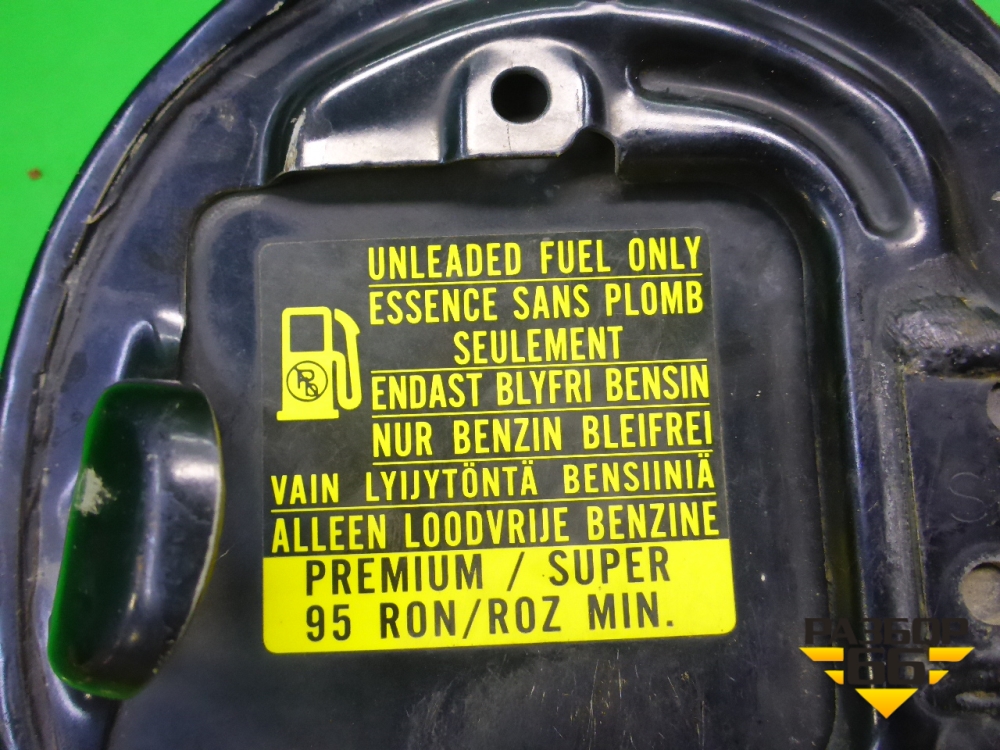 UNLEADED FUEL ONLY
ESSENCE SANS PLOMB
SEULEMENT
ENDAST BLYFRI BENSIN
NUR BENZIN BLEIFREI
VAIN LYIJYTÖNTÄ BENSIINIÄ
ALLEEN LOODVRIJE BENZINE
PREMIUM / SUPER
95 RON/ROZ MIN.
РАЗБОР
66